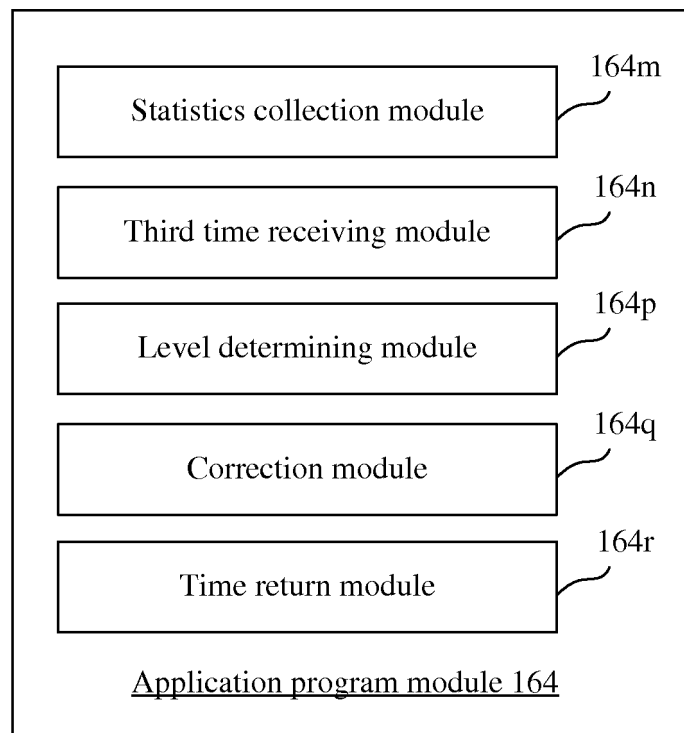 164m
Statistics collection module
164n
Third time receiving module
164p
Level determining module
164q
Correction module
164r
Time return module
Application program module 164